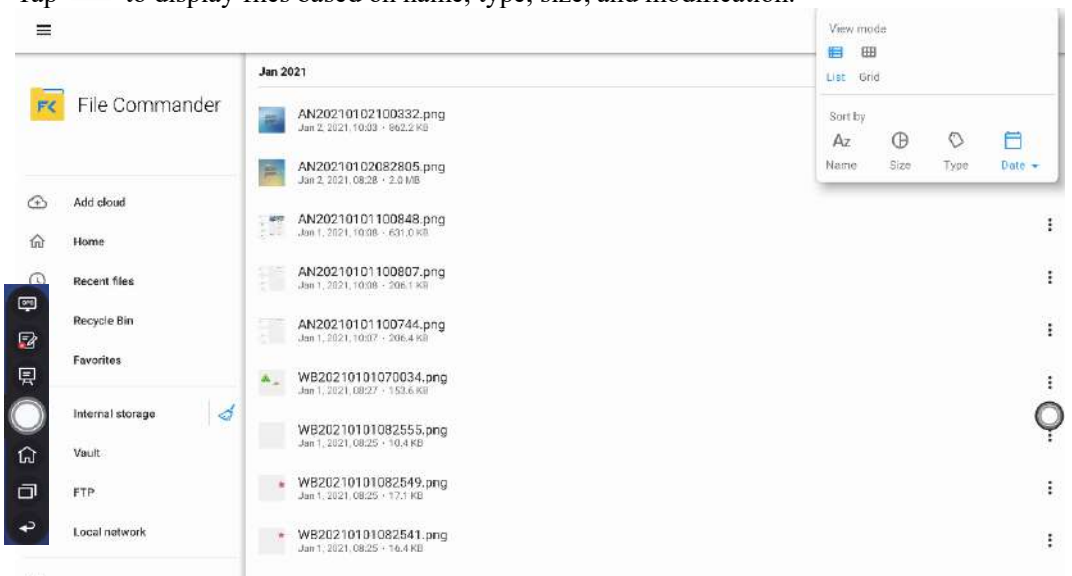 Tap to display files based on name, type, size, and modification.
View mode
List Grid
Sort by
Az
Name Size Type Date
FK File Commander
Add cloud
Home
Recent files
Recycle Bin
Favorites
Internal storage
Vault
FTP
Local network
Jan 2021
AN20210102100332.png
Jan 2, 2021, 10:03 · 862.2 KB
AN20210102082805.png
Jan 2, 2021, 08:28 · 2.0 MB
AN20210101100848.png
Jan 1, 2021, 10:08 · 631.0 KB
AN20210101100807.png
Jan 1, 2021, 10:08 · 206.1 KB
AN20210101100744.png
Jan 1, 2021, 10:07 · 206.4 KB
WB20210101070034.png
Jan 1, 2021, 08:27 · 153.6 KB
WB20210101082555.png
Jan 1, 2021, 08:25 · 10.4 KB
WB20210101082549.png
Jan 1, 2021, 08:25 · 17.1 KB
WB20210101082541.png
Jan 1, 2021, 08:25 · 16.4 KB